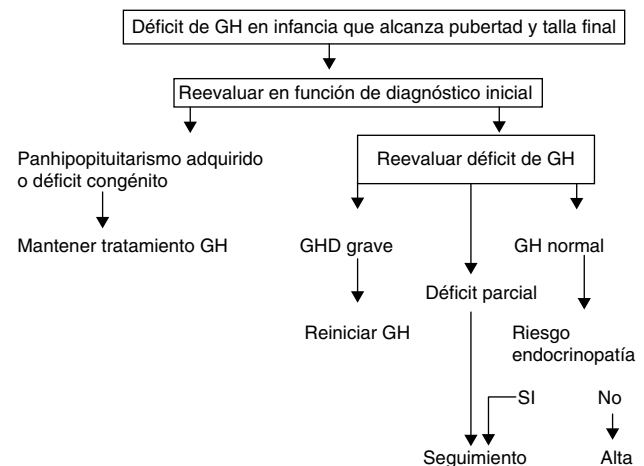 Déficit de GH en infancia que alcanza pubertad y talla final
Reevaluar en función de diagnóstico inicial
Panhipopituitarismo adquirido
o déficit congénito
Reevaluar déficit de GH
Mantener tratamiento GH
GHD grave
GH normal
Déficit parcial
Reiniciar GH
Riesgo
endocrinopatía
SI
No
Seguimiento
Alta